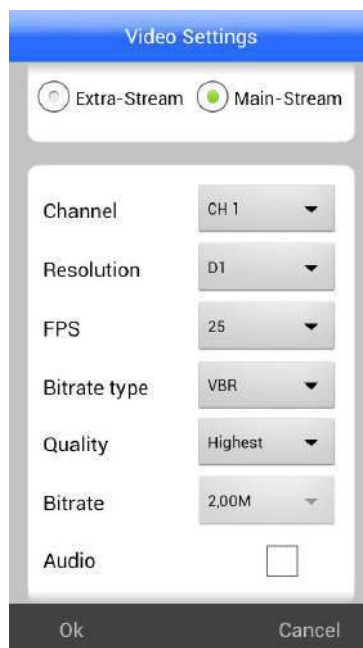 Video Settings
Extra-Stream Main-Stream
Channel CH 1
Resolution D1
FPS 25
Bitrate type VBR
Quality Highest
Bitrate 2,00M
Audio
Ok Cancel